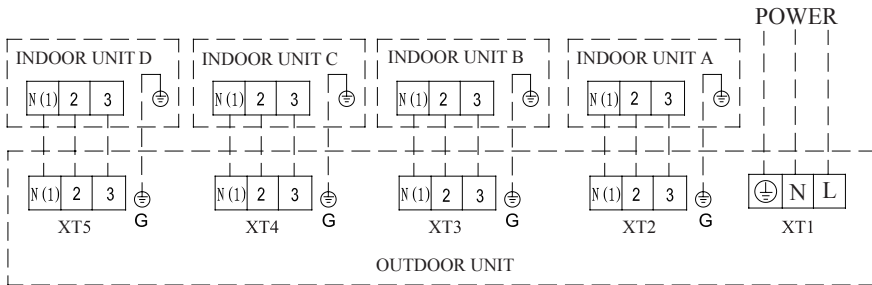 POWER
INDOOR UNIT D INDOOR UNIT C INDOOR UNIT B INDOOR UNIT A
N (1) 2 3 N (1) 2 3 N (1) 2 3 N (1) 2 3
N (1) 2 3 N (1) 2 3 N (1) 2 3 N (1) 2 3 N L
G G G G
XT5 XT4 XT3 XT2 XT1
OUTDOOR UNIT